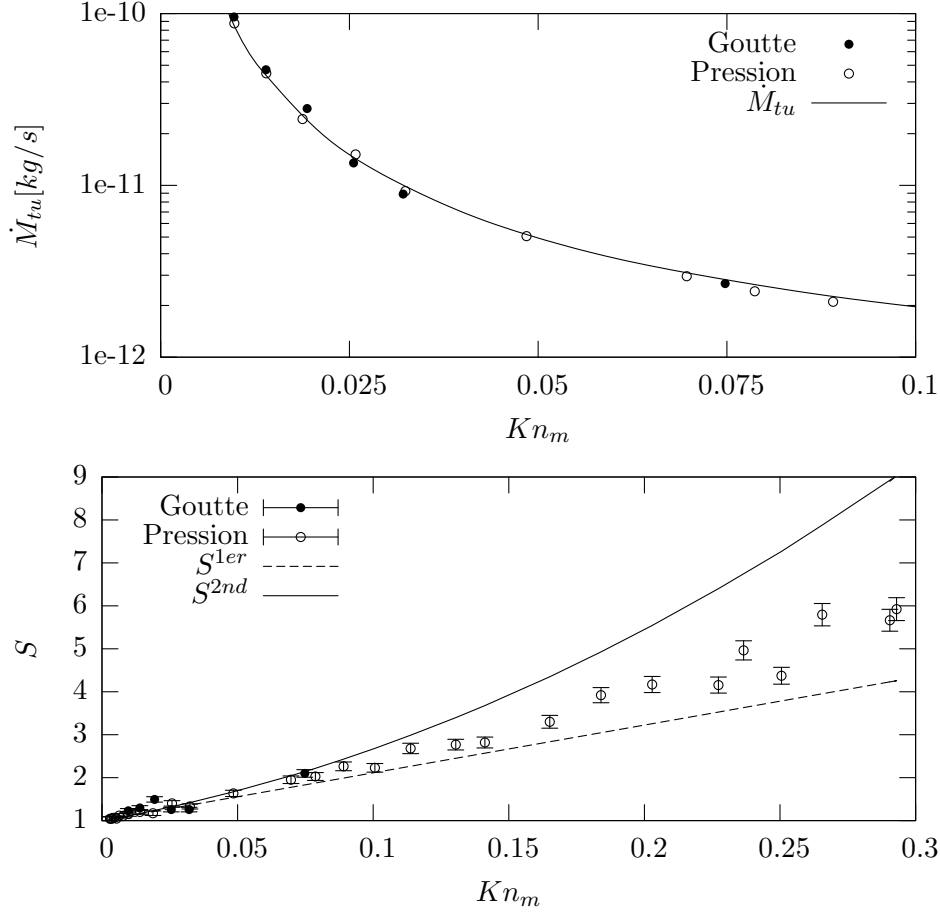 1e-10
1e-11
1e-12
Ṁ_tu[kg/s]
Goutte
Pression
Ṁ_tu
0 0.025 0.05 0.075 0.1
Kn_m
9
8
7
6
5
4
3
2
1
S
Goutte
Pression
S^1er
S^2nd
0 0.05 0.1 0.15 0.2 0.25 0.3
Kn_m